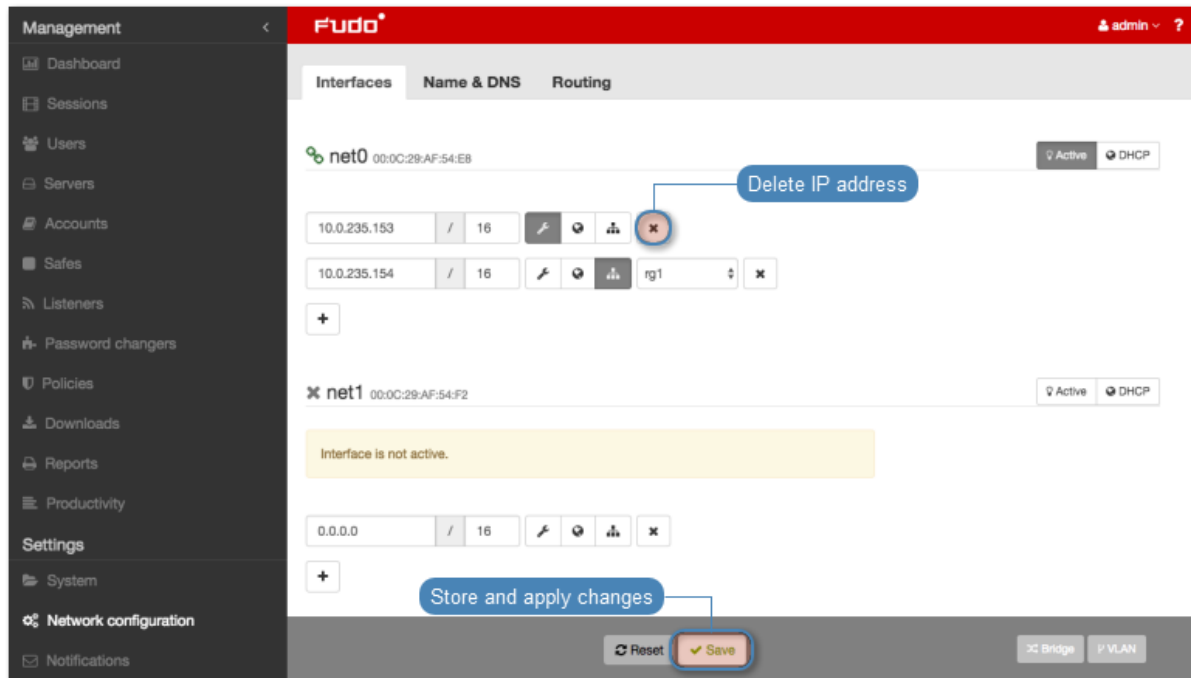 Management
Fudo
admin
?
Dashboard
Interfaces
Name & DNS
Routing
Sessions
Users
net0 00:0C:29:AF:54:E8
Active
DHCP
Servers
Delete IP address
Accounts
10.0.235.153
/
16
Safes
10.0.235.154
/
16
rg1
Listeners
+
Password changers
Policies
net1 00:0C:29:AF:54:F2
Active
DHCP
Downloads
Interface is not active.
Reports
Productivity
0.0.0.0
/
16
Settings
System
+
Store and apply changes
Network configuration
Reset
Save
Bridge
VLAN
Notifications